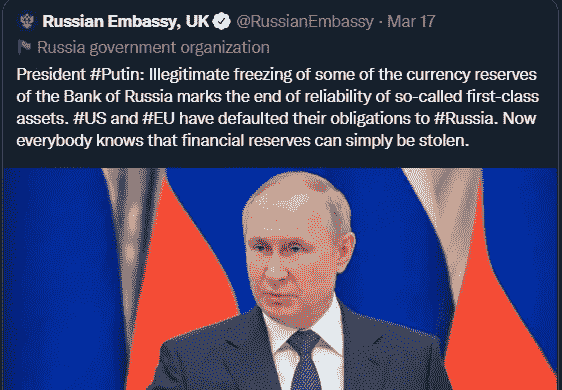 Russian Embassy, UK @RussianEmbassy · Mar 17
Russia government organization
President #Putin: Illegitimate freezing of some of the currency reserves
of the Bank of Russia marks the end of reliability of so-called first-class
assets. #US and #EU have defaulted their obligations to #Russia. Now
everybody knows that financial reserves can simply be stolen.